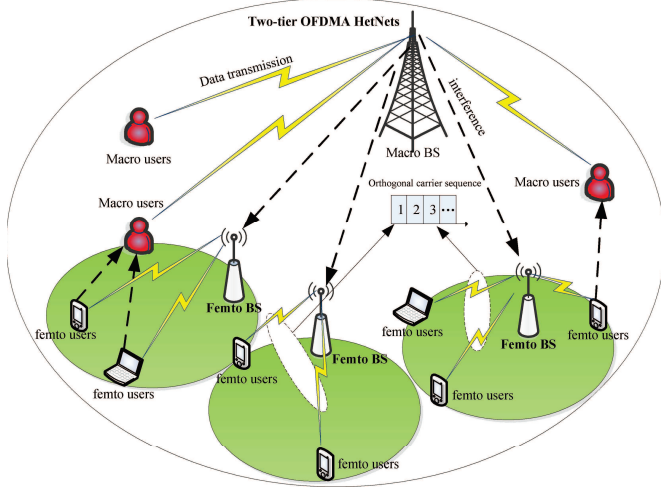 Two-tier OFDMA HetNets
Data transmission
interference
Macro users
Macro BS
Macro users
Orthogonal carrier sequence
1 2 3 •••
Macro users
Femto BS
femto users
femto users
femto users
Femto BS
femto users
femto users
Femto BS
femto users
femto users
femto users